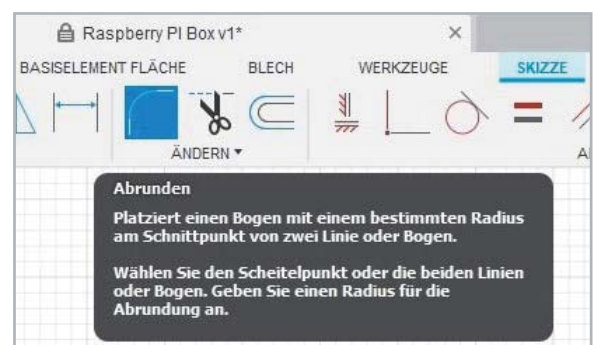 Raspberry PI Box v1*
BASISELEMENT FLÄCHE BLECH WERKZEUGE SKIZZE
ÄNDERN
Abrunden
Platziert einen Bogen mit einem bestimmten Radius
am Schnittpunkt von zwei Linie oder Bogen.
Wählen Sie den Scheitelpunkt oder die beiden Linien
oder Bogen. Geben Sie einen Radius für die
Abrundung an.